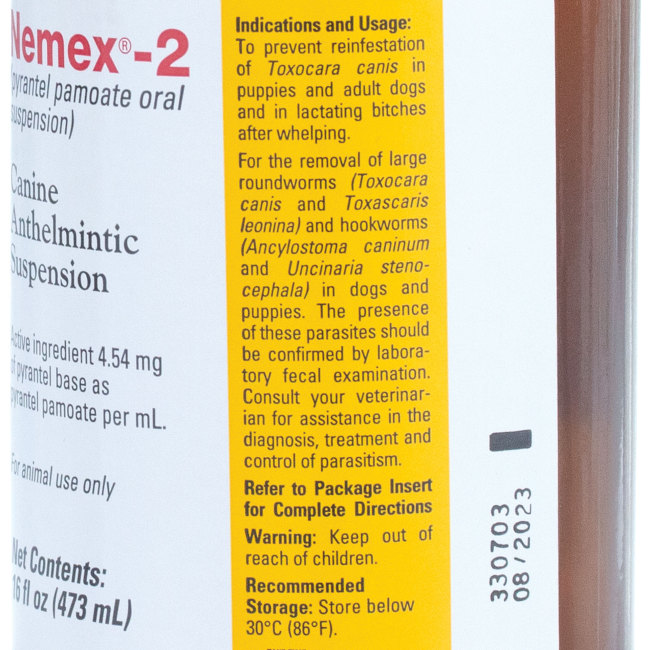 Nemex®-2
pyrantel pamoate oral
suspension)
Canine
Anthelmintic
Suspension
Active ingredient 4.54 mg
of pyrantel base as
pyrantel pamoate per mL.
For animal use only
Net Contents:
16 fl oz (473 mL)
Indications and Usage:
To prevent reinfestation
of Toxocara canis in
puppies and adult dogs
and in lactating bitches
after whelping.
For the removal of large
roundworms (Toxocara
canis and Toxascaris
leonina) and hookworms
(Ancylostoma caninum
and Uncinaria steno-
cephala) in dogs and
puppies. The presence
of these parasites should
be confirmed by labora-
tory fecal examination.
Consult your veterinar-
ian for assistance in the
diagnosis, treatment and
control of parasitism.
Refer to Package Insert
for Complete Directions
Warning: Keep out of
reach of children.
Recommended
Storage: Store below
30°C (86°F).
330703
08/2023